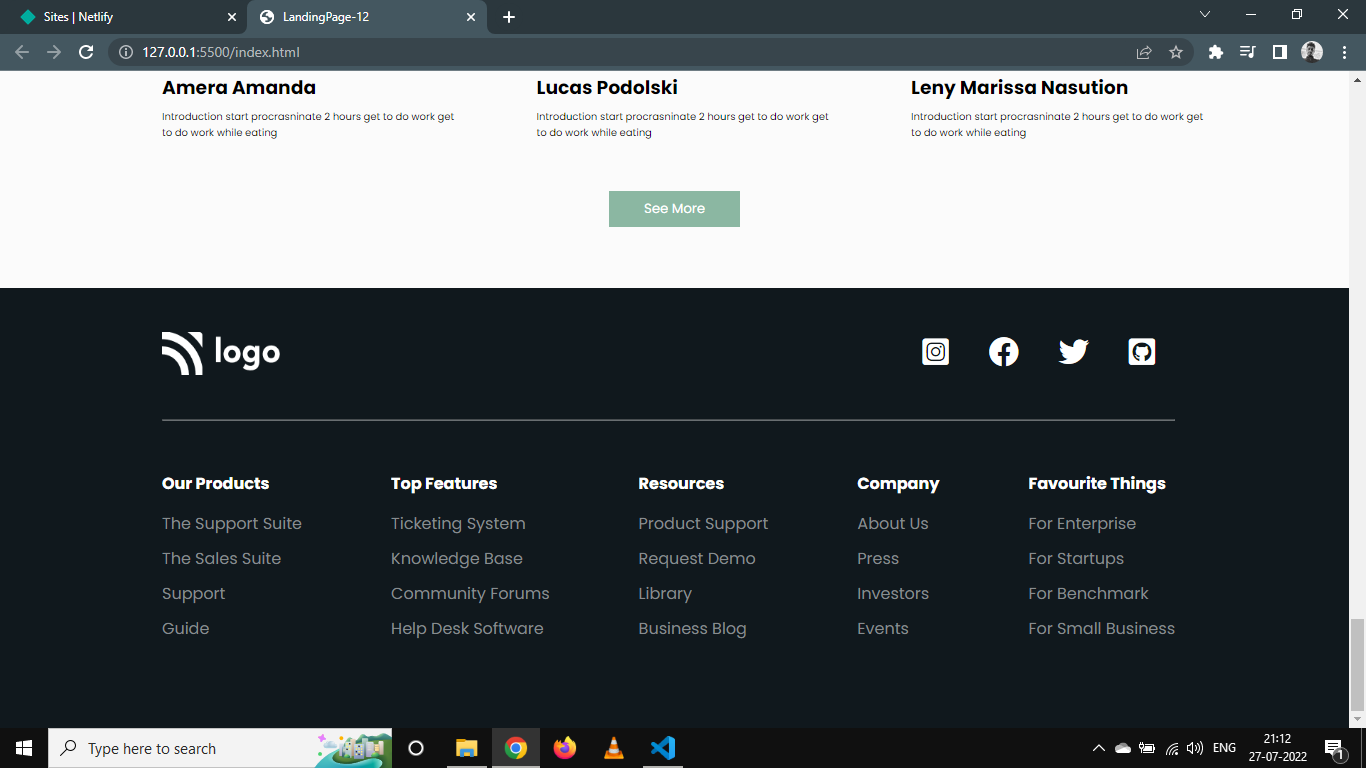 Sites | Netlify
LandingPage-12
127.0.0.1:5500/index.html
Amera Amanda
Lucas Podolski
Leny Marissa Nasution
Introduction start procrasninate 2 hours get to do work get
to do work while eating
Introduction start procrasninate 2 hours get to do work get
to do work while eating
Introduction start procrasninate 2 hours get to do work get
to do work while eating
See More
logo
Our Products
The Support Suite
The Sales Suite
Support
Guide
Top Features
Ticketing System
Knowledge Base
Community Forums
Help Desk Software
Resources
Product Support
Request Demo
Library
Business Blog
Company
About Us
Press
Investors
Events
Favourite Things
For Enterprise
For Startups
For Benchmark
For Small Business
Type here to search
ENG
21:12
27-07-2022
1